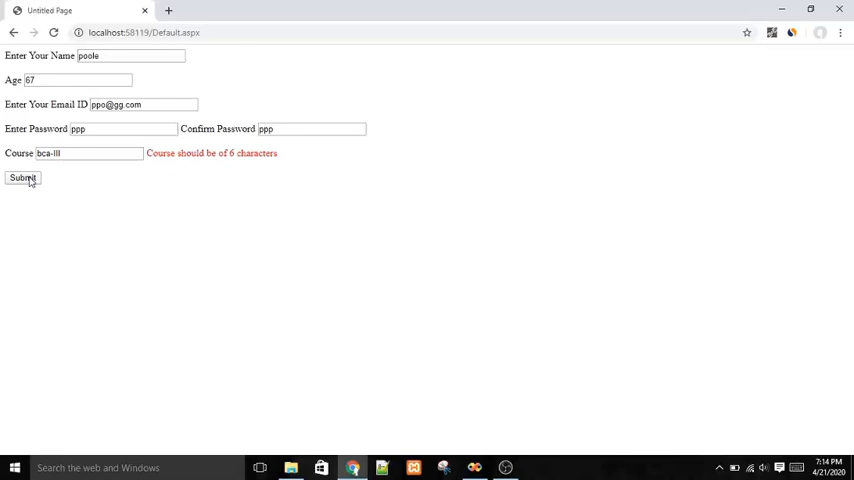 Untitled Page
localhost:58119/Default.aspx
Enter Your Name poole
Age 67
Enter Your Email ID ppo@gg.com
Enter Password ppp Confirm Password ppp
Course bca-III Course should be of 6 characters
Submit
Search the web and Windows
7:14 PM
4/21/2020